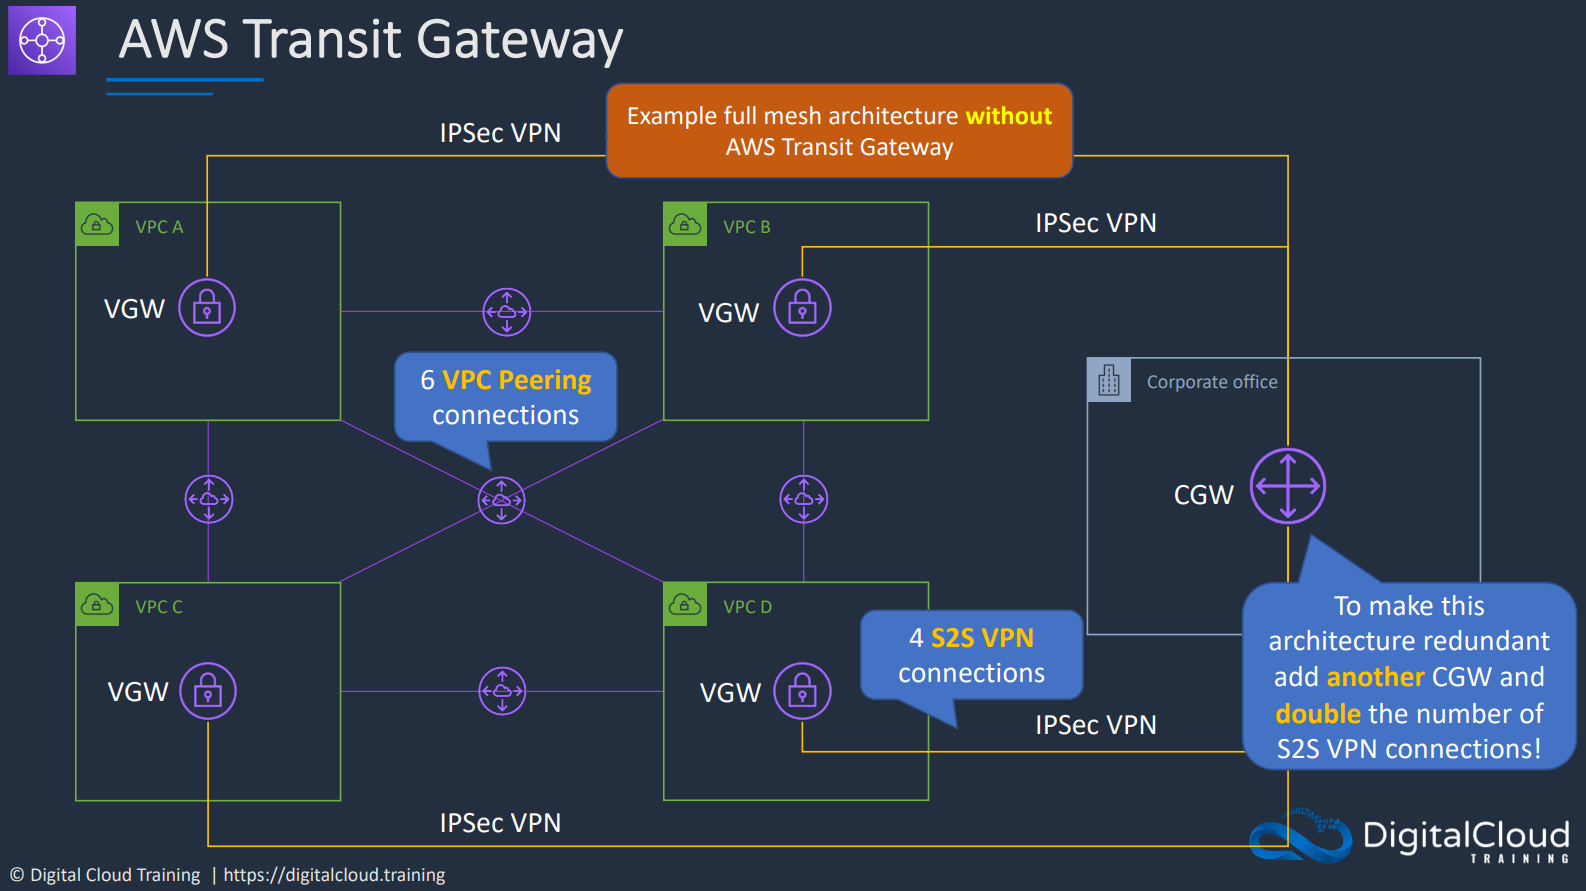 AWS Transit Gateway
Example full mesh architecture without
AWS Transit Gateway
IPSec VPN
VPC A
VPC B
IPSec VPN
VGW
VGW
6 VPC Peering
connections
Corporate office
CGW
VPC C
VPC D
4 S2S VPN
connections
To make this
architecture redundant
add another CGW and
double the number of
S2S VPN connections!
VGW
VGW
IPSec VPN
IPSec VPN
DigitalCloud
TRAINING
© Digital Cloud Training | https://digitalcloud.training